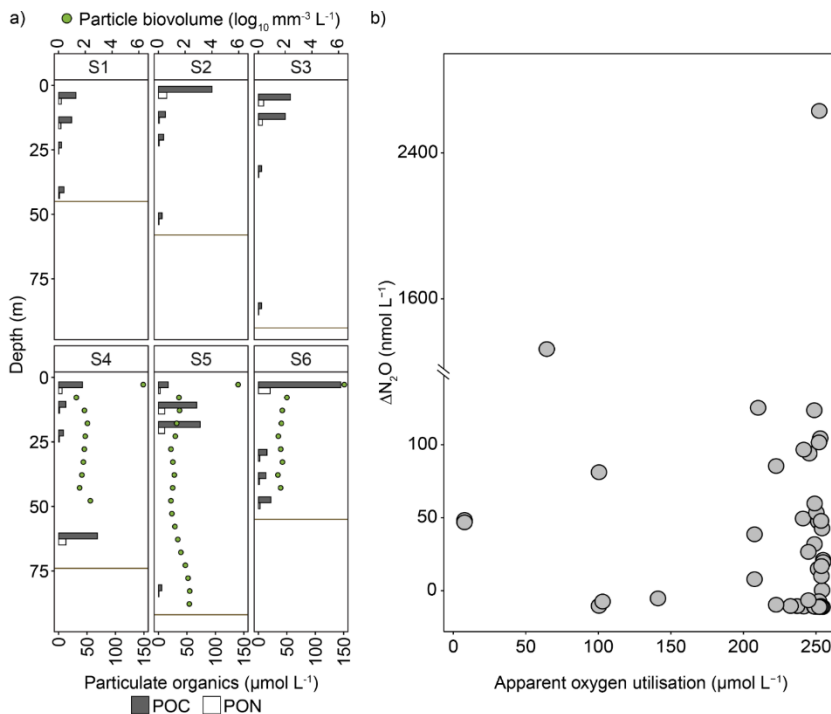 a) Particle biovolume (log₁₀ mm⁻³ L⁻¹)
0 2 4 6 0 2 4 6 0 2 4 6
S1 S2 S3
0
25
50
75
Depth (m)
S4 S5 S6
0
25
50
75
0 50 100 150 0 50 100 150 0 50 100 150
Particulate organics (µmol L⁻¹)
POC PON
b)
2400
1600
ΔN₂O (nmol L⁻¹)
100
50
0
0 50 100 150 200 250
Apparent oxygen utilisation (µmol L⁻¹)